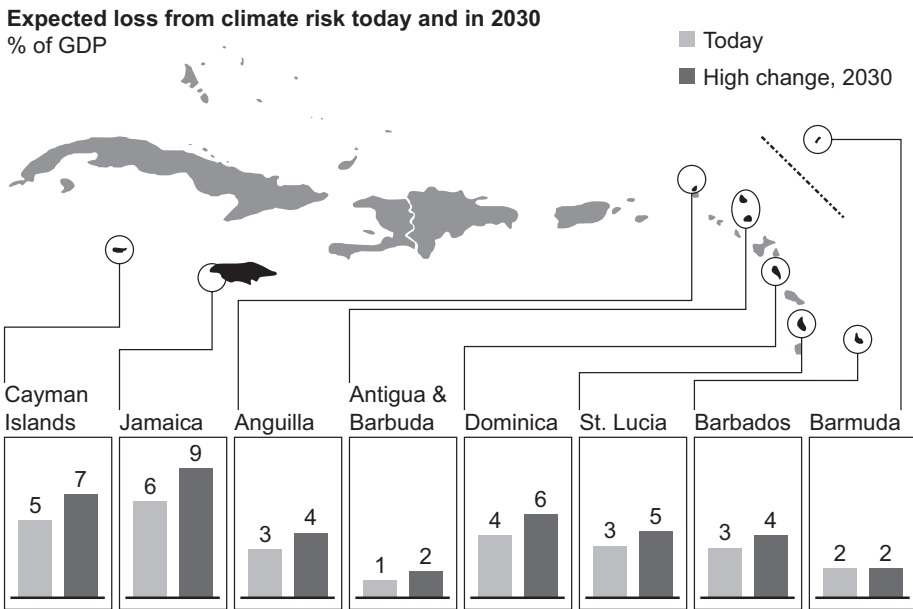 Expected loss from climate risk today and in 2030
% of GDP
Today
High change, 2030
Cayman
Islands
Jamaica
Anguilla
Antigua &
Barbuda
Dominica
St. Lucia
Barbados
Barmuda
5
7
6
9
3
4
1
2
4
6
3
5
3
4
2
2